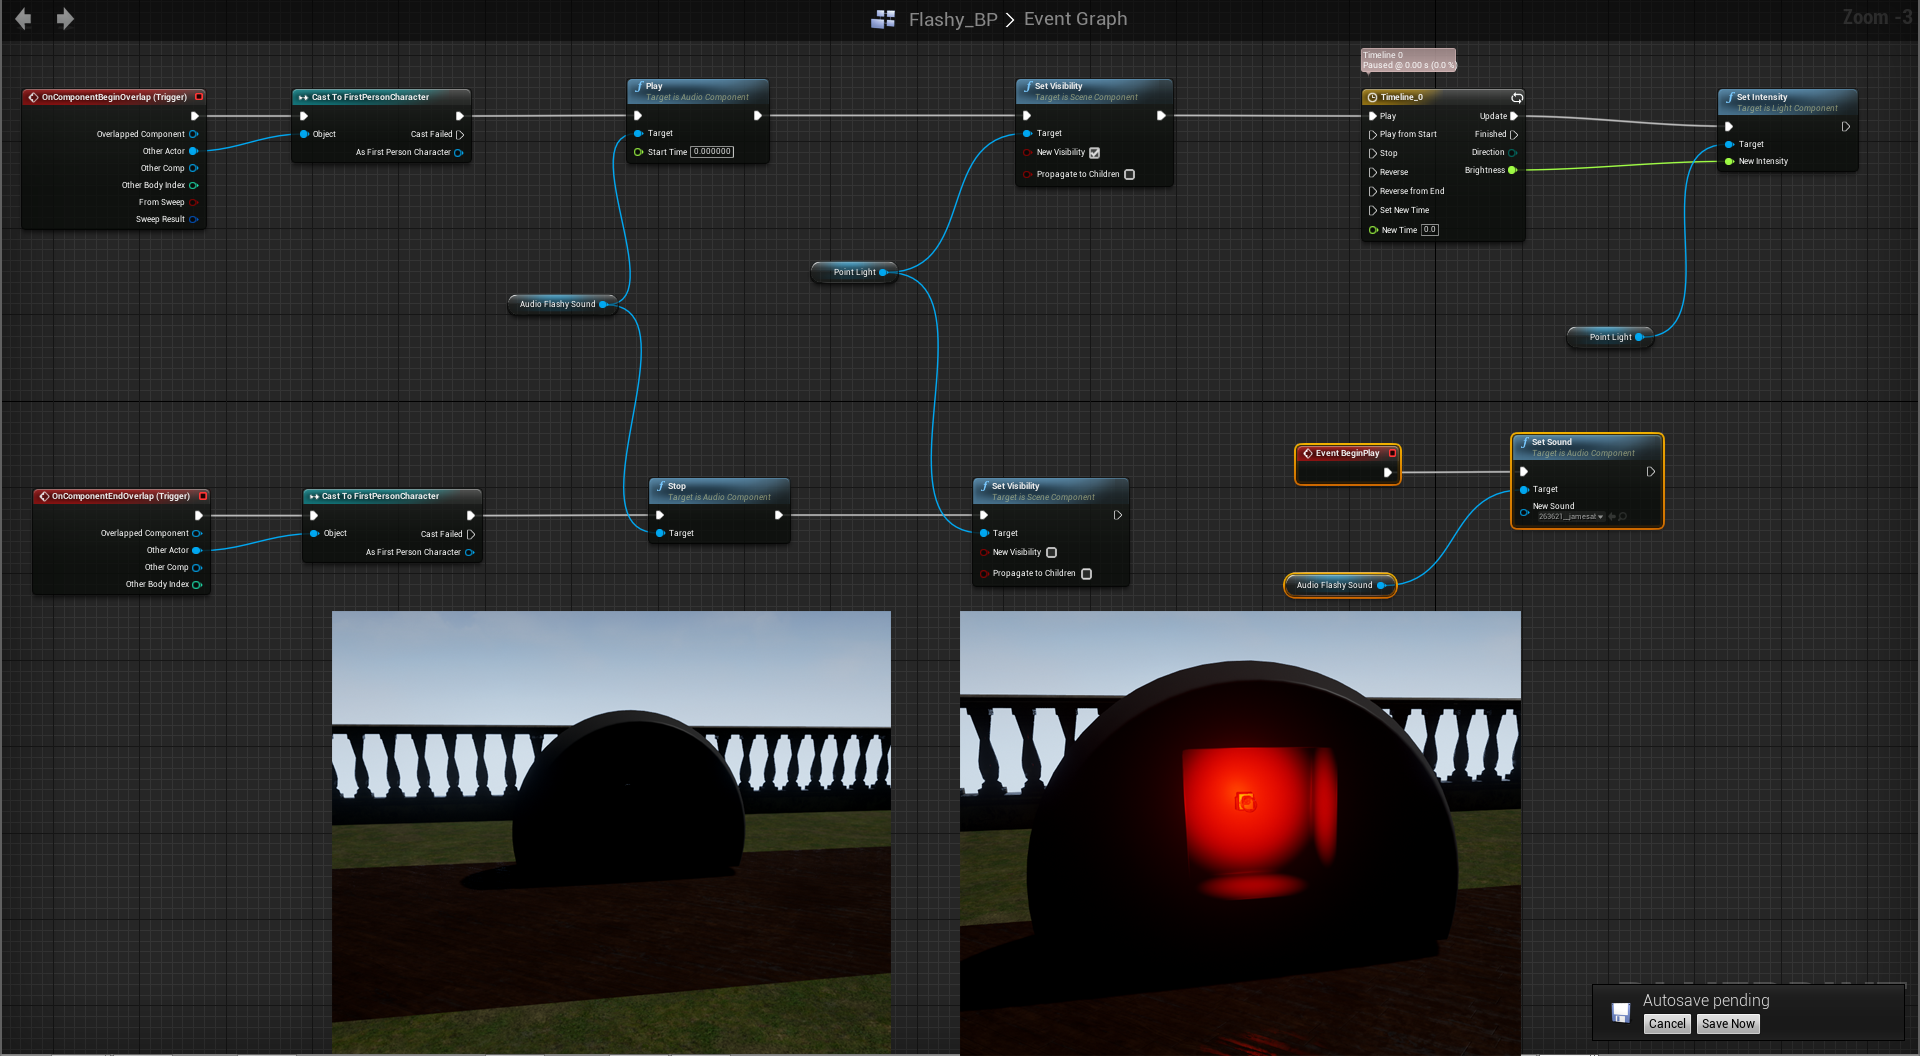 Flashy_BP > Event Graph
Zoom -3
Timeline 0
Paused @ 0.00 s (0.0 %)
OnComponentBeginOverlap (Trigger)
Overlapped Component
Other Actor
Other Comp
Other Body Index
From Sweep
Sweep Result
Cast To FirstPersonCharacter
Object
Cast Failed
As First Person Character
Play
Target is Audio Component
Target
Start Time 0.000000
Set Visibility
Target is Scene Component
Target
New Visibility
Propagate to Children
Timeline_0
Play
Update
Play from Start
Finished
Stop
Direction
Reverse
Brightness
Reverse from End
Set New Time
New Time 0.0
Set Intensity
Target is Light Component
Target
New Intensity
Point Light
Audio Flashy Sound
Point Light
OnComponentEndOverlap (Trigger)
Overlapped Component
Other Actor
Other Comp
Other Body Index
Cast To FirstPersonCharacter
Object
Cast Failed
As First Person Character
Stop
Target is Audio Component
Target
Set Visibility
Target is Scene Component
Target
New Visibility
Propagate to Children
Event BeginPlay
Set Sound
Target is Audio Component
Target
New Sound
263621__jamesat
Audio Flashy Sound
Autosave pending
Cancel
Save Now